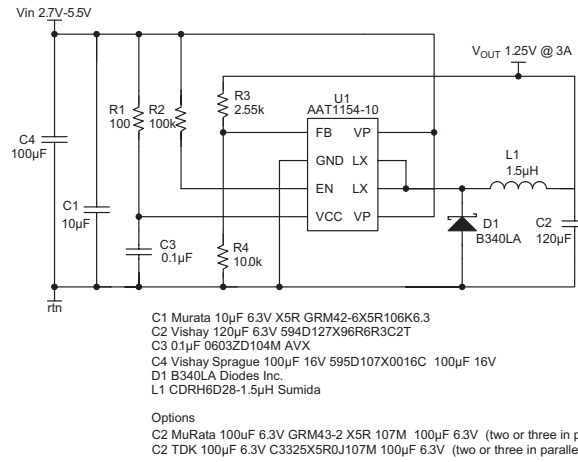 Vin 2.7V-5.5V
VOUT 1.25V @ 3A
R1
100
R2
100k
R3
2.55k
U1
AAT1154-10
FB VP
GND LX
EN LX
VCC VP
L1
1.5µH
C4
100µF
C1
10µF
C3
0.1µF
R4
10.0k
D1
B340LA
C2
120µF
rtn
C1 Murata 10µF 6.3V X5R GRM42-6X5R106K6.3
C2 Vishay 120µF 6.3V 594D127X96R6R3C2T
C3 0.1µF 0603ZD104M AVX
C4 Vishay Sprague 100µF 16V 595D107X0016C 100µF 16V
D1 B340LA Diodes Inc.
L1 CDRH6D28-1.5µH Sumida
Options
C2 MuRata 100uF 6.3V GRM43-2 X5R 107M 100µF 6.3V (two or three in p
C2 TDK 100µF 6.3V C3325X5R0J107M 100µF 6.3V (two or three in paralle